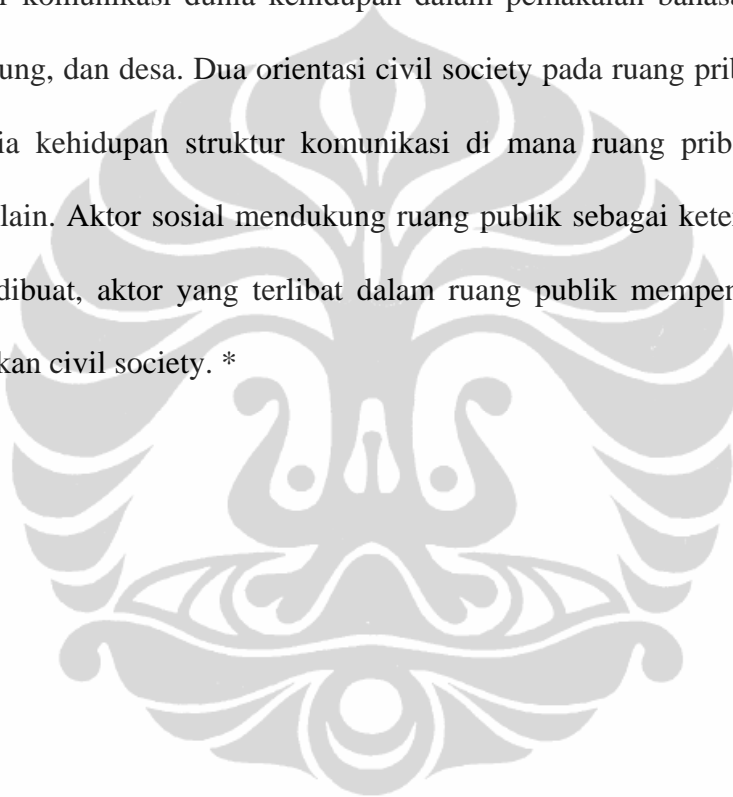 komunikasi dunia kehidupan dalam pemakaian bahasa
ung, dan desa. Dua orientasi civil society pada ruang prib
ia kehidupan struktur komunikasi di mana ruang prib
lain. Aktor sosial mendukung ruang publik sebagai kete
dibuat, aktor yang terlibat dalam ruang publik mempen
kan civil society. *